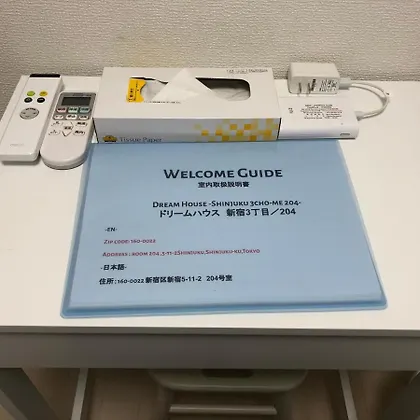 Tissue Paper
WELCOME GUIDE
室内取扱説明書
DREAM HOUSE -SHINJUKU 3CHO-ME 204-
ドリームハウス 新宿3丁目／204
-EN-
ZIP CODE: 160-0022
ADDRESS : ROOM 204 ,5-11-2SHINJUKU,SHINJUKU-KU,TOKYO
-日本語-
住所 : 160-0022 新宿区新宿5-11-2 204号室